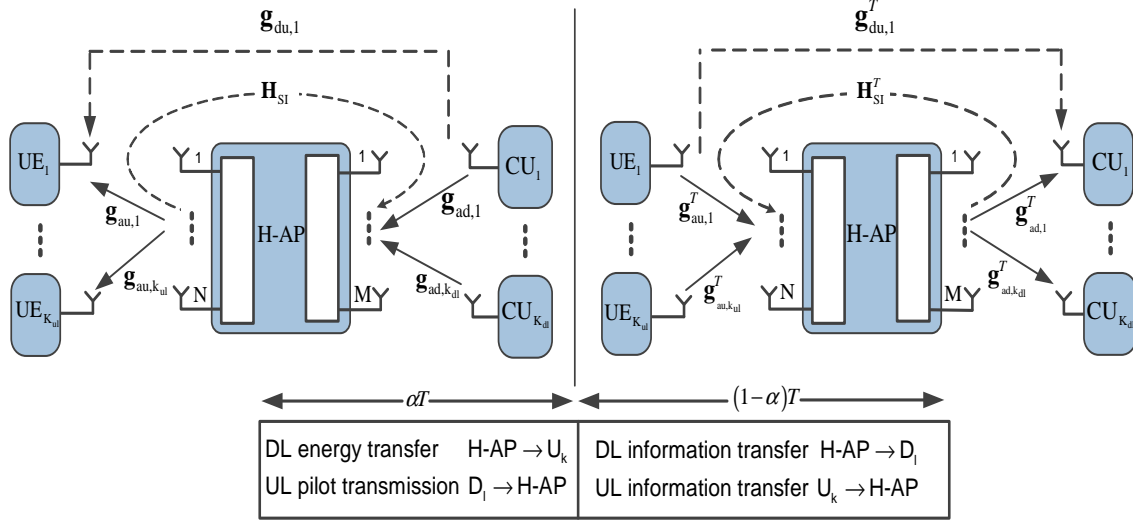 g_du,1
H_SI
UE_1
1
1
CU_1
g_au,1
H-AP
g_ad,1
g_au,k_ul
g_ad,k_dl
UE_K_ul
N
M
CU_K_dl
g^T_du,1
H^T_SI
UE_1
1
1
CU_1
g^T_au,1
H-AP
g^T_ad,1
g^T_au,k_ul
g^T_ad,k_dl
UE_K_ul
N
M
CU_K_dl
αT
(1−α)T
DL energy transfer H-AP → U_k
UL pilot transmission D_l → H-AP
DL information transfer H-AP → D_l
UL information transfer U_k → H-AP